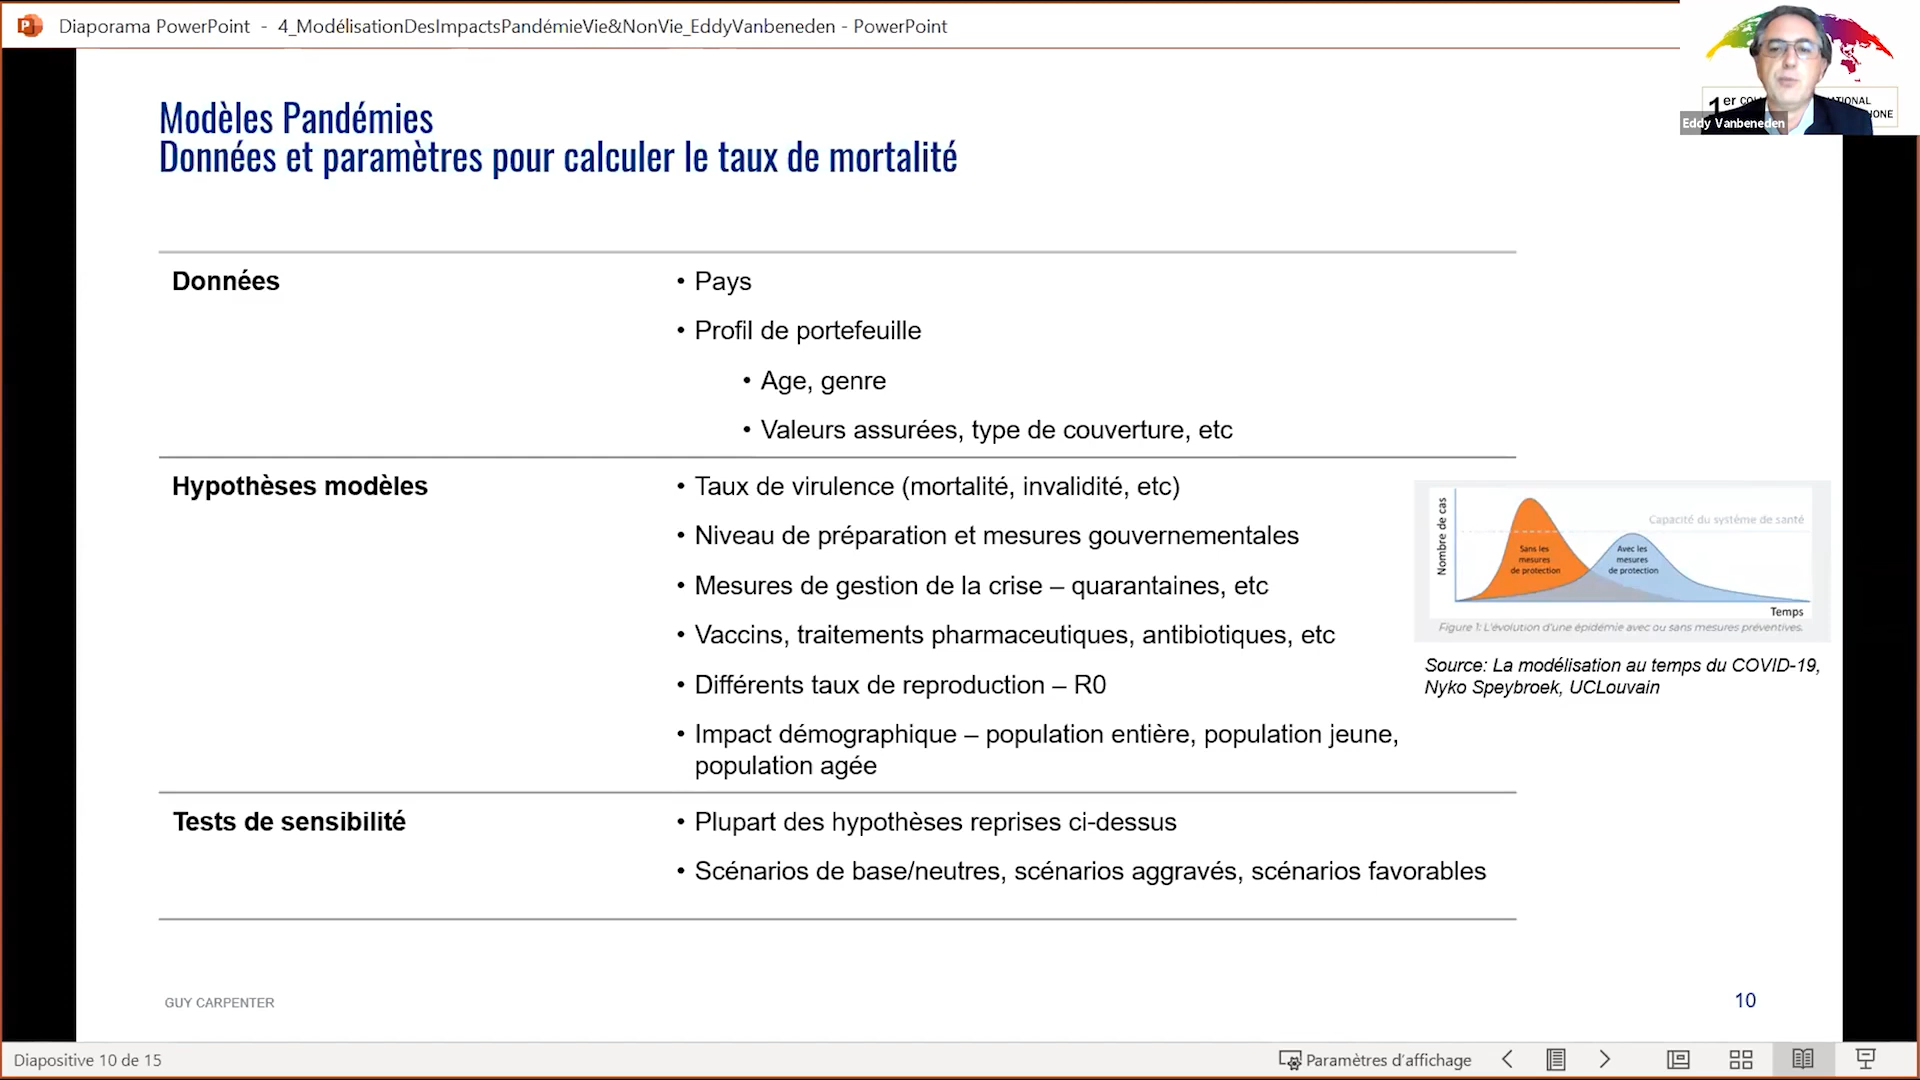 Diaporama PowerPoint - 4_ModélisationDesImpactsPandémieVie&NonVie_EddyVanbeneden - PowerPoint
1er
Eddy Vanbeneden
Modèles Pandémies
Données et paramètres pour calculer le taux de mortalité
Données
• Pays
• Profil de portefeuille
• Age, genre
• Valeurs assurées, type de couverture, etc
Hypothèses modèles
• Taux de virulence (mortalité, invalidité, etc)
• Niveau de préparation et mesures gouvernementales
• Mesures de gestion de la crise – quarantaines, etc
• Vaccins, traitements pharmaceutiques, antibiotiques, etc
• Différents taux de reproduction – R0
• Impact démographique – population entière, population jeune,
population agée
Nombre de cas
Capacité du système de santé
Sans les
mesures
de protection
Avec les
mesures
de protection
Temps
Figure 1: L'évolution d'une épidémie avec ou sans mesures préventives.
Source: La modélisation au temps du COVID-19,
Nyko Speybroek, UCLouvain
Tests de sensibilité
• Plupart des hypothèses reprises ci-dessus
• Scénarios de base/neutres, scénarios aggravés, scénarios favorables
GUY CARPENTER
10
Diapositive 10 de 15
Paramètres d'affichage